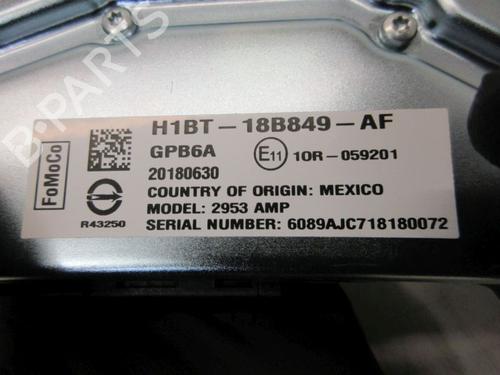 B-PARTS
H1BT-18B849-AF
FoMoCo
GPB6A
E11 10R-059201
20180630
COUNTRY OF ORIGIN: MEXICO
MODEL: 2953 AMP
R43250
SERIAL NUMBER: 6089AJC718180072